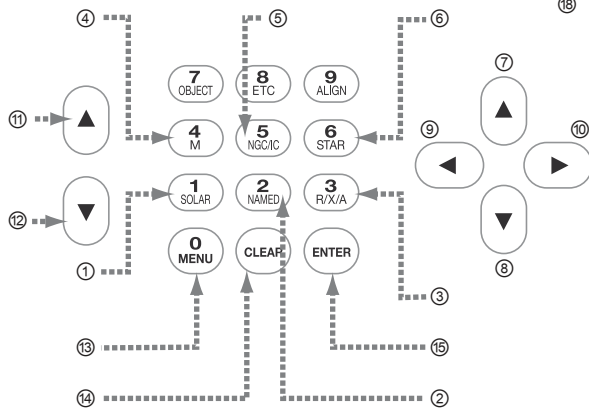 ⑱
④ ⑤ ⑥
⑦
7 8 9
OBJECT ETC ALIGN
⑪ ▲ ▲
4 5 6
M NGC/IC STAR
⑨ ⑩
◀ ▶
1 2 3
SOLAR NAMED R/X/A
⑫ ▼ ▼
0
MENU CLEAR ENTER
⑧
① ③
⑬ ⑮
⑭ ②